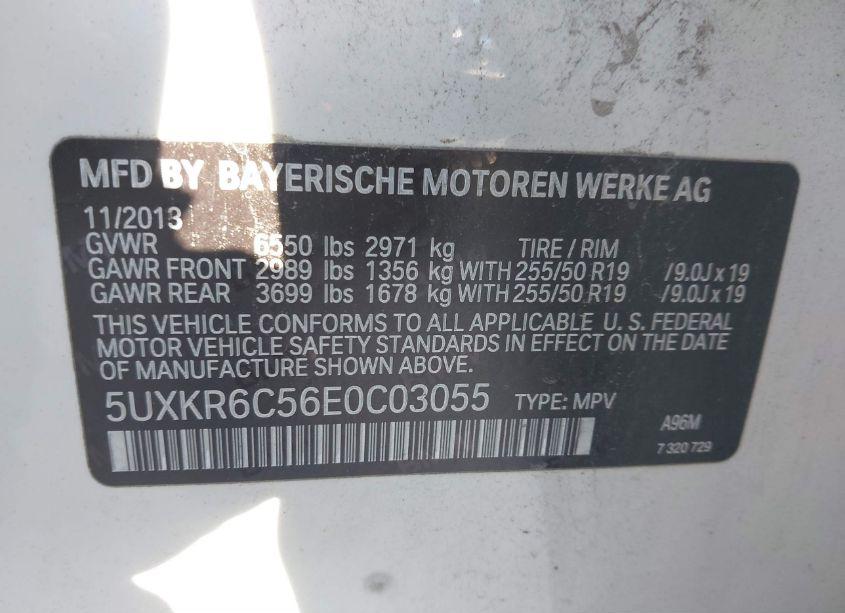 MFD BY BAYERISCHE MOTOREN WERKE AG
11/2013
GVWR 6550 lbs 2971 kg TIRE / RIM
GAWR FRONT 2989 lbs 1356 kg WITH 255/50 R19 /9.0J x 19
GAWR REAR 3699 lbs 1678 kg WITH 255/50 R19 /9.0J x 19
THIS VEHICLE CONFORMS TO ALL APPLICABLE U. S. FEDERAL
MOTOR VEHICLE SAFETY STANDARDS IN EFFECT ON THE DATE
OF MANUFACTURE SHOWN ABOVE.
5UXKR6C56E0C03055 TYPE: MPV
A96M
7 320 729